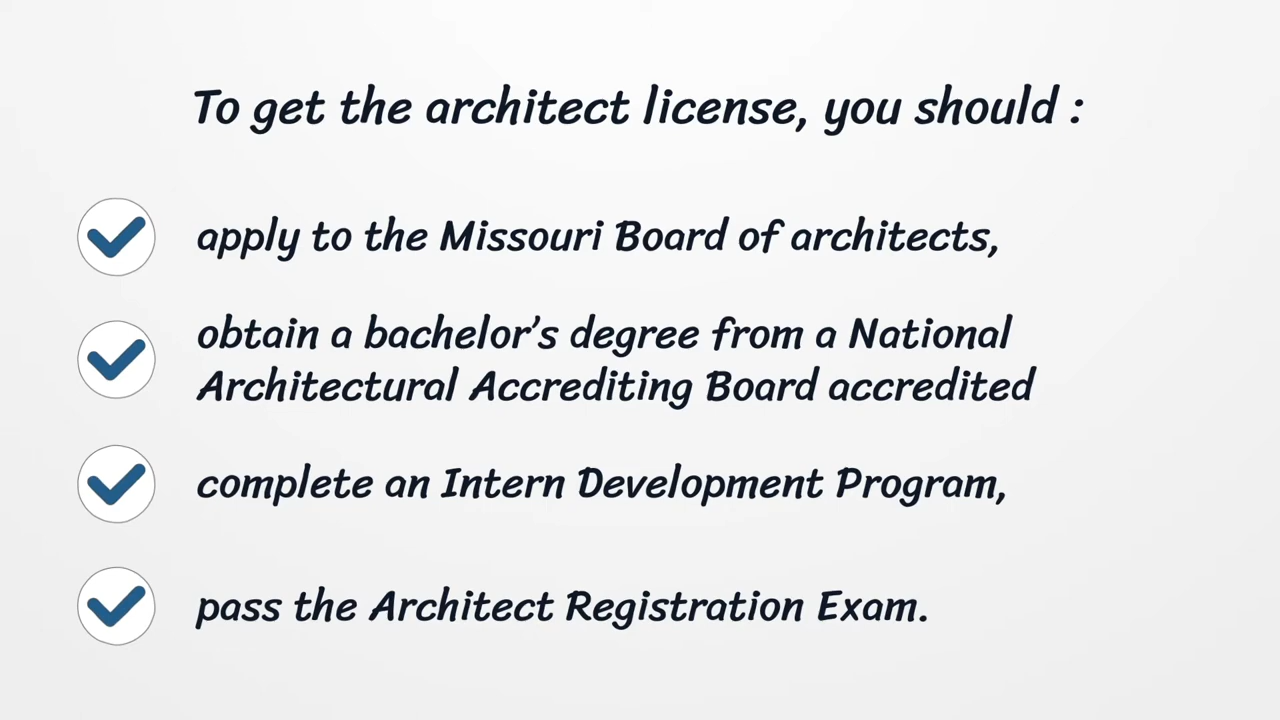 To get the architect license, you should :
apply to the Missouri Board of architects,
obtain a bachelor’s degree from a National
Architectural Accrediting Board accredited
complete an Intern Development Program,
pass the Architect Registration Exam.